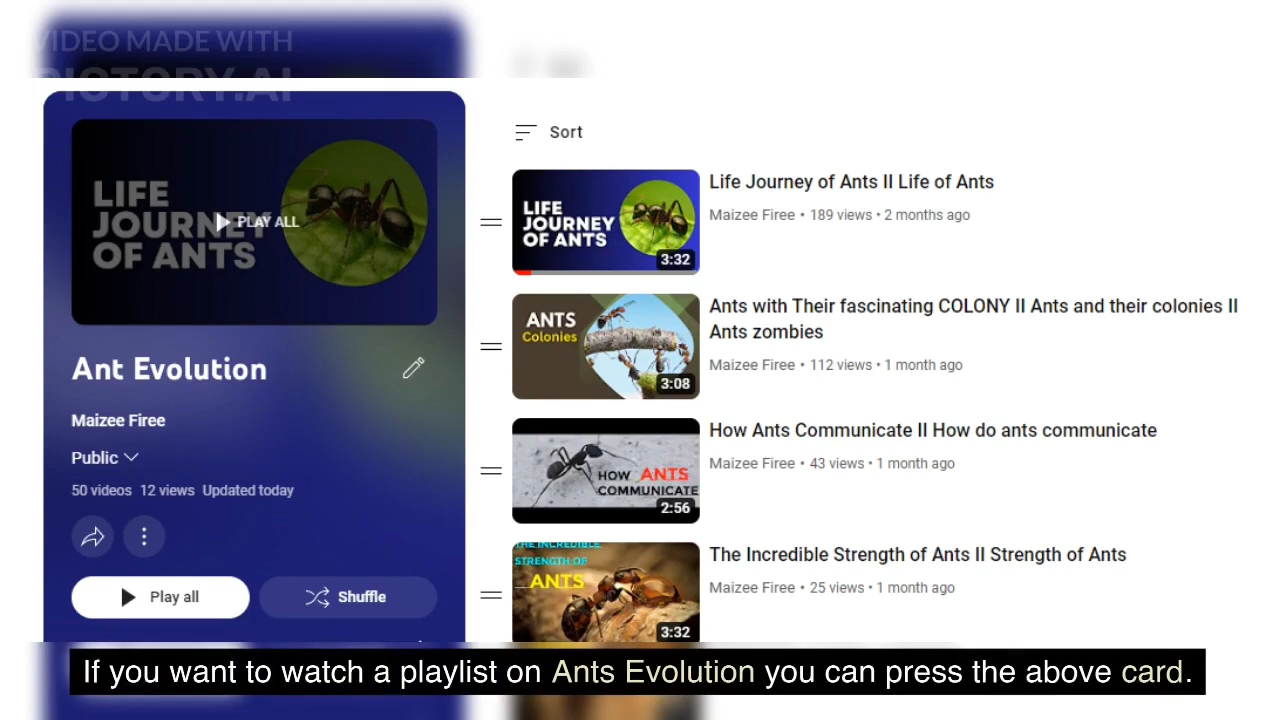 VIDEO MADE WITH
PICTORY.AI
LIFE
JOURNEY
OF ANTS
PLAY ALL
Ant Evolution
Maizee Firee
Public
50 videos 12 views Updated today
Play all
Shuffle
Sort
LIFE
JOURNEY
OF ANTS
3:32
Life Journey of Ants II Life of Ants
Maizee Firee • 189 views • 2 months ago
ANTS
Colonies
3:08
Ants with Their fascinating COLONY II Ants and their colonies II
Ants zombies
Maizee Firee • 112 views • 1 month ago
HOW ANTS
COMMUNICATE
2:56
How Ants Communicate II How do ants communicate
Maizee Firee • 43 views • 1 month ago
THE INCREDIBLE
STRENGTH OF
ANTS
3:32
The Incredible Strength of Ants II Strength of Ants
Maizee Firee • 25 views • 1 month ago
If you want to watch a playlist on Ants Evolution you can press the above card.